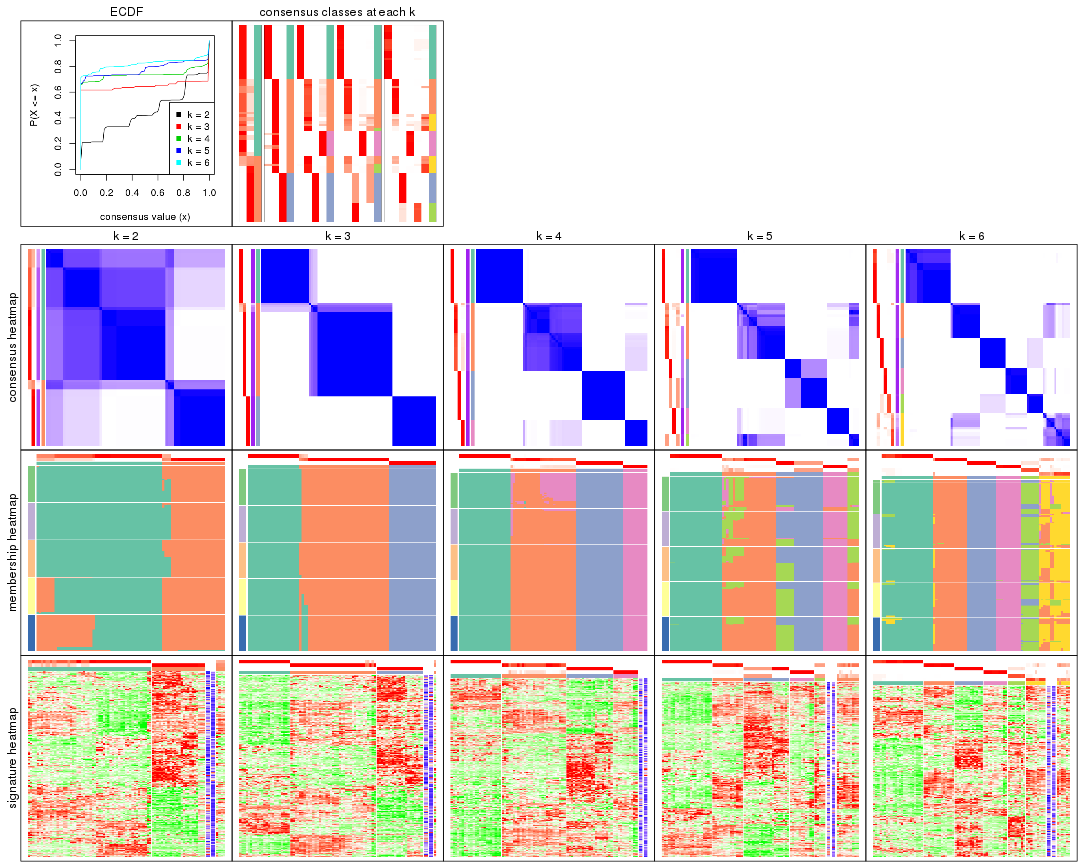 ECDF
consensus classes at each k
P(X <= x)
0.0 0.2 0.4 0.6 0.8 1.0
k = 2
k = 3
k = 4
k = 5
k = 6
0.0 0.2 0.4 0.6 0.8 1.0
consensus value (x)
k = 2 k = 3 k = 4 k = 5 k = 6
consensus heatmap
membership heatmap
signature heatmap